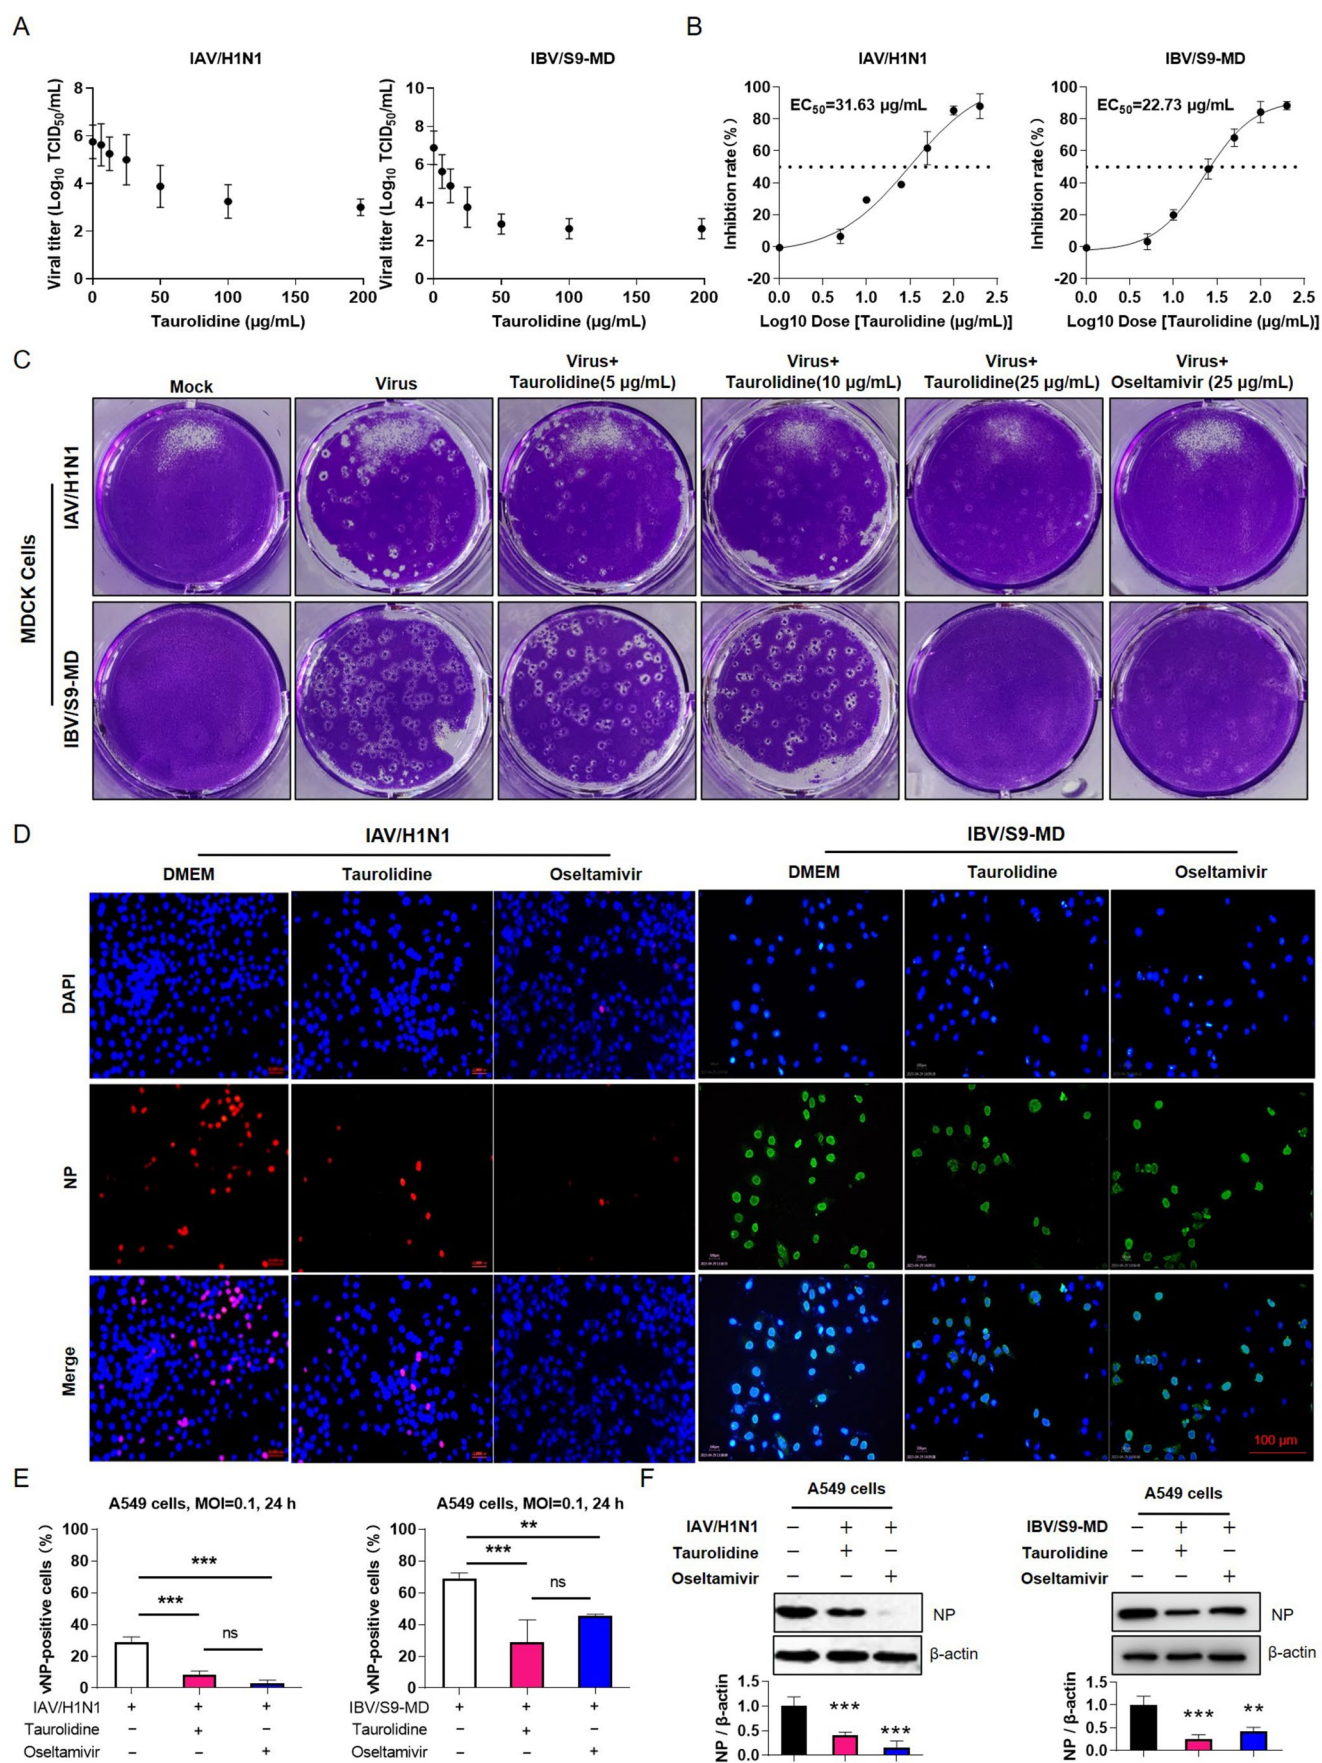 A
IAV/H1N1
Viral titer (Log10 TCID50/mL)
8
6
4
2
0
0 50 100 150 200
Taurolidine (μg/mL)
IBV/S9-MD
Viral titer (Log10 TCID50/mL)
10
8
6
4
2
0
0 50 100 150 200
Taurolidine (μg/mL)
B
IAV/H1N1
EC50=31.63 μg/mL
Inhibtion rate (%)
100
80
60
40
20
0
-20
0.0 0.5 1.0 1.5 2.0 2.5
Log10 Dose [Taurolidine (μg/mL)]
IBV/S9-MD
EC50=22.73 μg/mL
Inhibtion rate (%)
100
80
60
40
20
0
-20
0.0 0.5 1.0 1.5 2.0 2.5
Log10 Dose [Taurolidine (μg/mL)]
C
Mock
Virus
Virus+
Taurolidine(5 μg/mL)
Virus+
Taurolidine(10 μg/mL)
Virus+
Taurolidine(25 μg/mL)
Virus+
Oseltamivir (25 μg/mL)
MDCK Cells
IAV/H1N1
IBV/S9-MD
D
IAV/H1N1
IBV/S9-MD
DMEM Taurolidine Oseltamivir DMEM Taurolidine Oseltamivir
DAPI
NP
Merge
100 μm
E
A549 cells, MOI=0.1, 24 h
vNP-positive cells (%)
100
80
60
40
20
0
***
***
ns
IAV/H1N1 + + +
Taurolidine − + −
Oseltamivir − − +
A549 cells, MOI=0.1, 24 h
vNP-positive cells (%)
100
80
60
40
20
0
**
***
ns
IBV/S9-MD + + +
Taurolidine − + −
Oseltamivir − − +
F
A549 cells
IAV/H1N1 − + +
Taurolidine − + −
Oseltamivir − − +
NP
β-actin
NP / β-actin
1.5
1.0
0.5
0.0
***
***
A549 cells
IBV/S9-MD − + +
Taurolidine − + −
Oseltamivir − − +
NP
β-actin
NP / β-actin
1.5
1.0
0.5
0.0
***
**